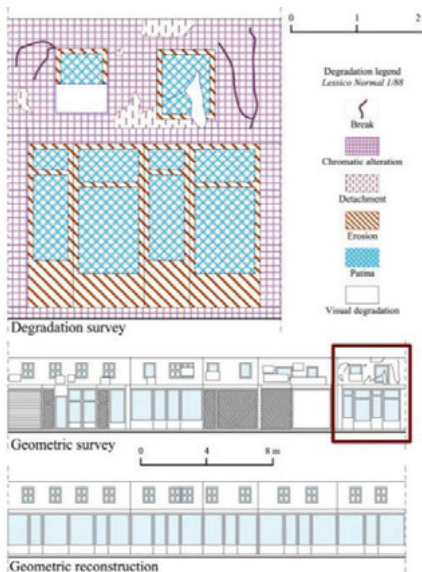 0
1
2
Degradation legend
Lessico Normal 1/88
Break
Chromatic alteration
Detachment
Erosion
Patina
Visual degradation
Degradation survey
Geometric survey
0
4
8 m
Geometric reconstruction